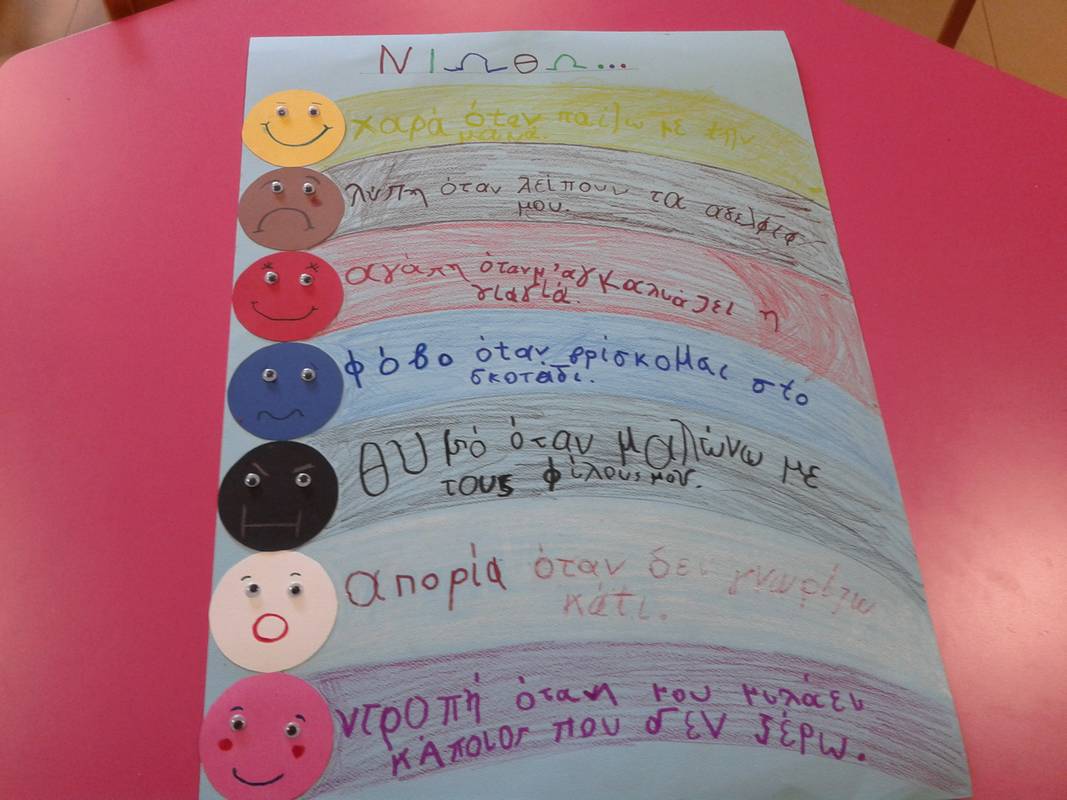 ΝΙΩΘΩ...
χαρά όταν παίζω με την
μαμά.
λύπη όταν λείπουν τα αδέλφια
μου.
αγάπη όταν μ' αγκαλιάζει η
γιαγιά.
φόβο όταν βρίσκομαι στο
σκοτάδι.
θυμό όταν μαλώνω με
τους φίλους μου.
απορία όταν δεν γνωρίζω
κάτι.
ντροπή όταν μου μιλάει
κάποιος που δεν ξέρω.